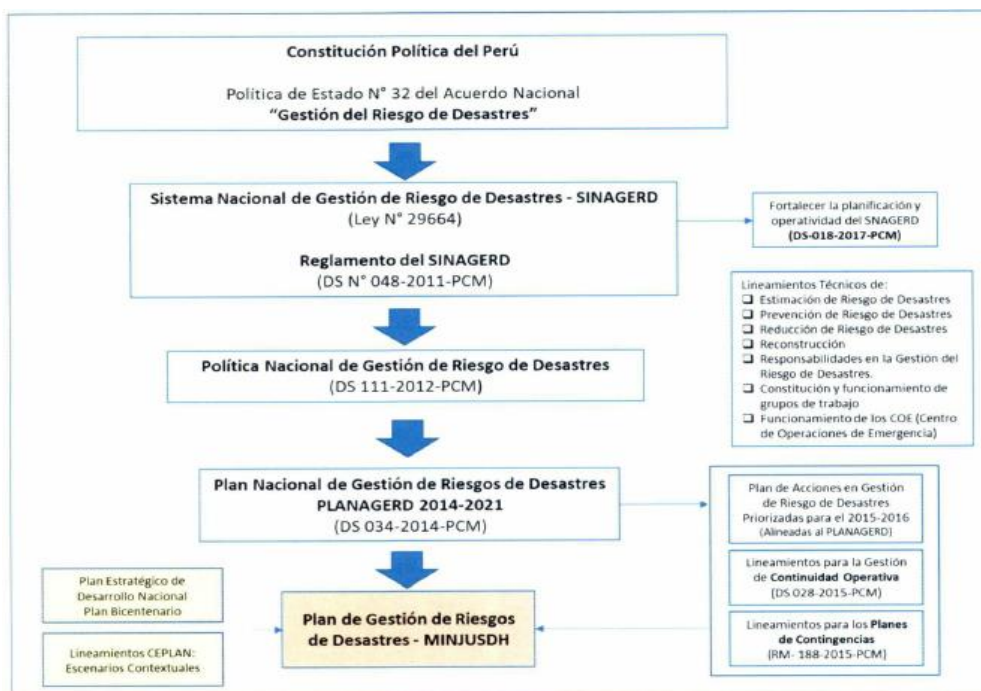 Constitución Política del Perú
Política de Estado N° 32 del Acuerdo Nacional
“Gestión del Riesgo de Desastres”
Sistema Nacional de Gestión de Riesgo de Desastres - SINAGERD
(Ley N° 29664)
Reglamento del SINAGERD
(DS N° 048-2011-PCM)
Fortalecer la planificación y
operatividad del SNAGERD
(DS-018-2017-PCM)
Lineamientos Técnicos de:
❑ Estimación de Riesgo de Desastres
❑ Prevención de Riesgo de Desastres
❑ Reducción de Riesgo de Desastres
❑ Reconstrucción
❑ Responsabilidades en la Gestión del
Riesgo de Desastres.
❑ Constitución y funcionamiento de
grupos de trabajo
❑ Funcionamiento de los COE (Centro
de Operaciones de Emergencia)
Política Nacional de Gestión de Riesgo de Desastres
(DS 111-2012-PCM)
Plan Nacional de Gestión de Riesgos de Desastres
PLANAGERD 2014-2021
(DS 034-2014-PCM)
Plan de Acciones en Gestión
de Riesgo de Desastres
Priorizadas para el 2015-2016
(Alineadas al PLANAGERD)
Lineamientos para la Gestión
de Continuidad Operativa
(DS 028-2015-PCM)
Lineamientos para los Planes
de Contingencias
(RM- 188-2015-PCM)
Plan Estratégico de
Desarrollo Nacional
Plan Bicentenario
Lineamientos CEPLAN:
Escenarios Contextuales
Plan de Gestión de Riesgos
de Desastres - MINJUSDH